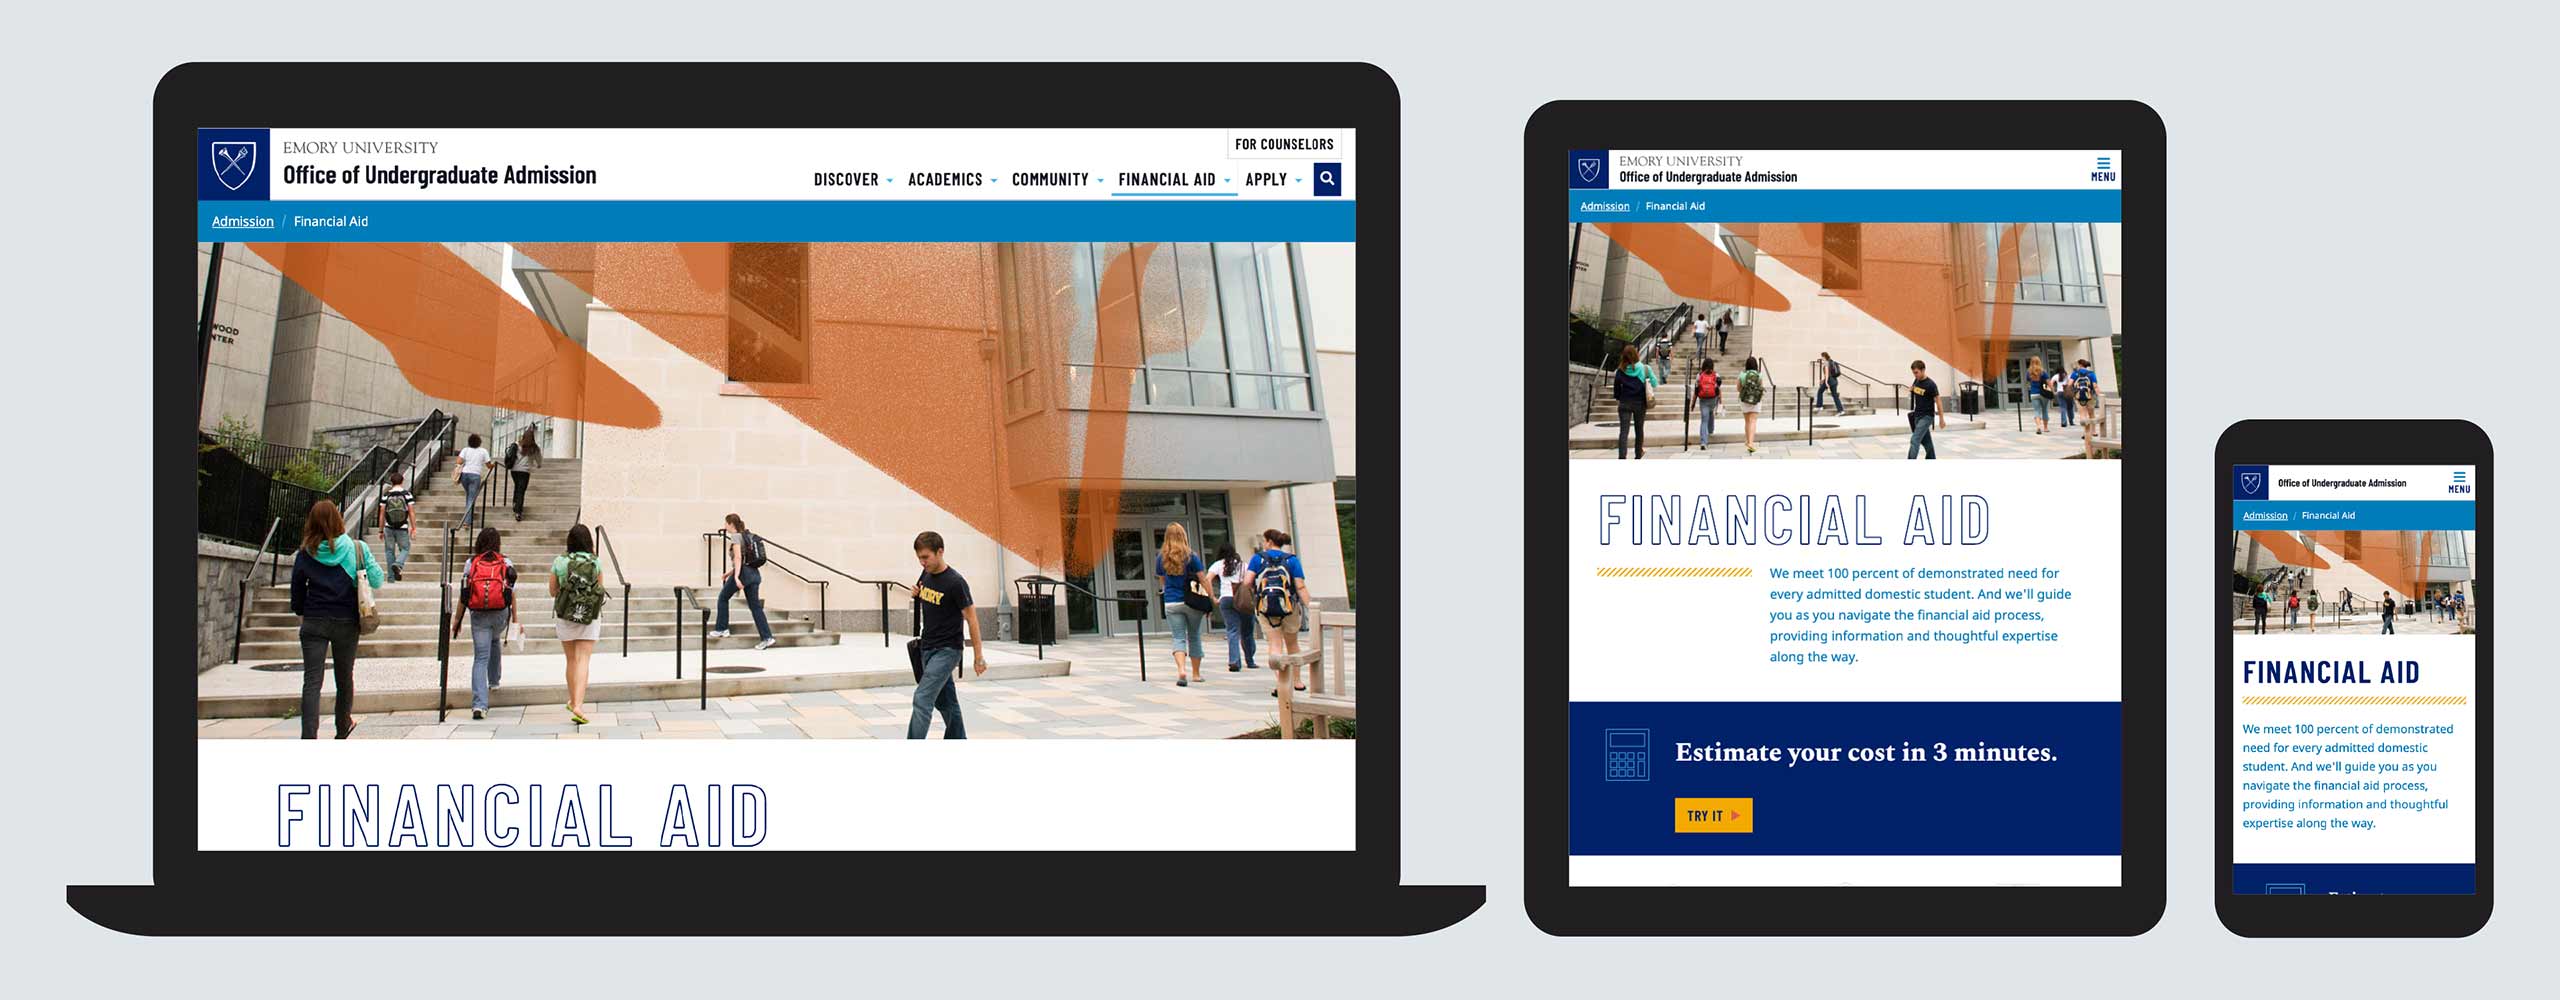 EMORY UNIVERSITY
Office of Undergraduate Admission
FOR COUNSELORS
DISCOVER ACADEMICS COMMUNITY FINANCIAL AID APPLY
Admission / Financial Aid
WOOD
NTER
EMORY
FINANCIAL AID
EMORY UNIVERSITY
Office of Undergraduate Admission
MENU
Admission / Financial Aid
FINANCIAL AID
We meet 100 percent of demonstrated need for
every admitted domestic student. And we'll guide
you as you navigate the financial aid process,
providing information and thoughtful expertise
along the way.
Estimate your cost in 3 minutes.
TRY IT
Office of Undergraduate Admission
MENU
Admission / Financial Aid
FINANCIAL AID
We meet 100 percent of demonstrated
need for every admitted domestic
student. And we'll guide you as you
navigate the financial aid process,
providing information and thoughtful
expertise along the way.